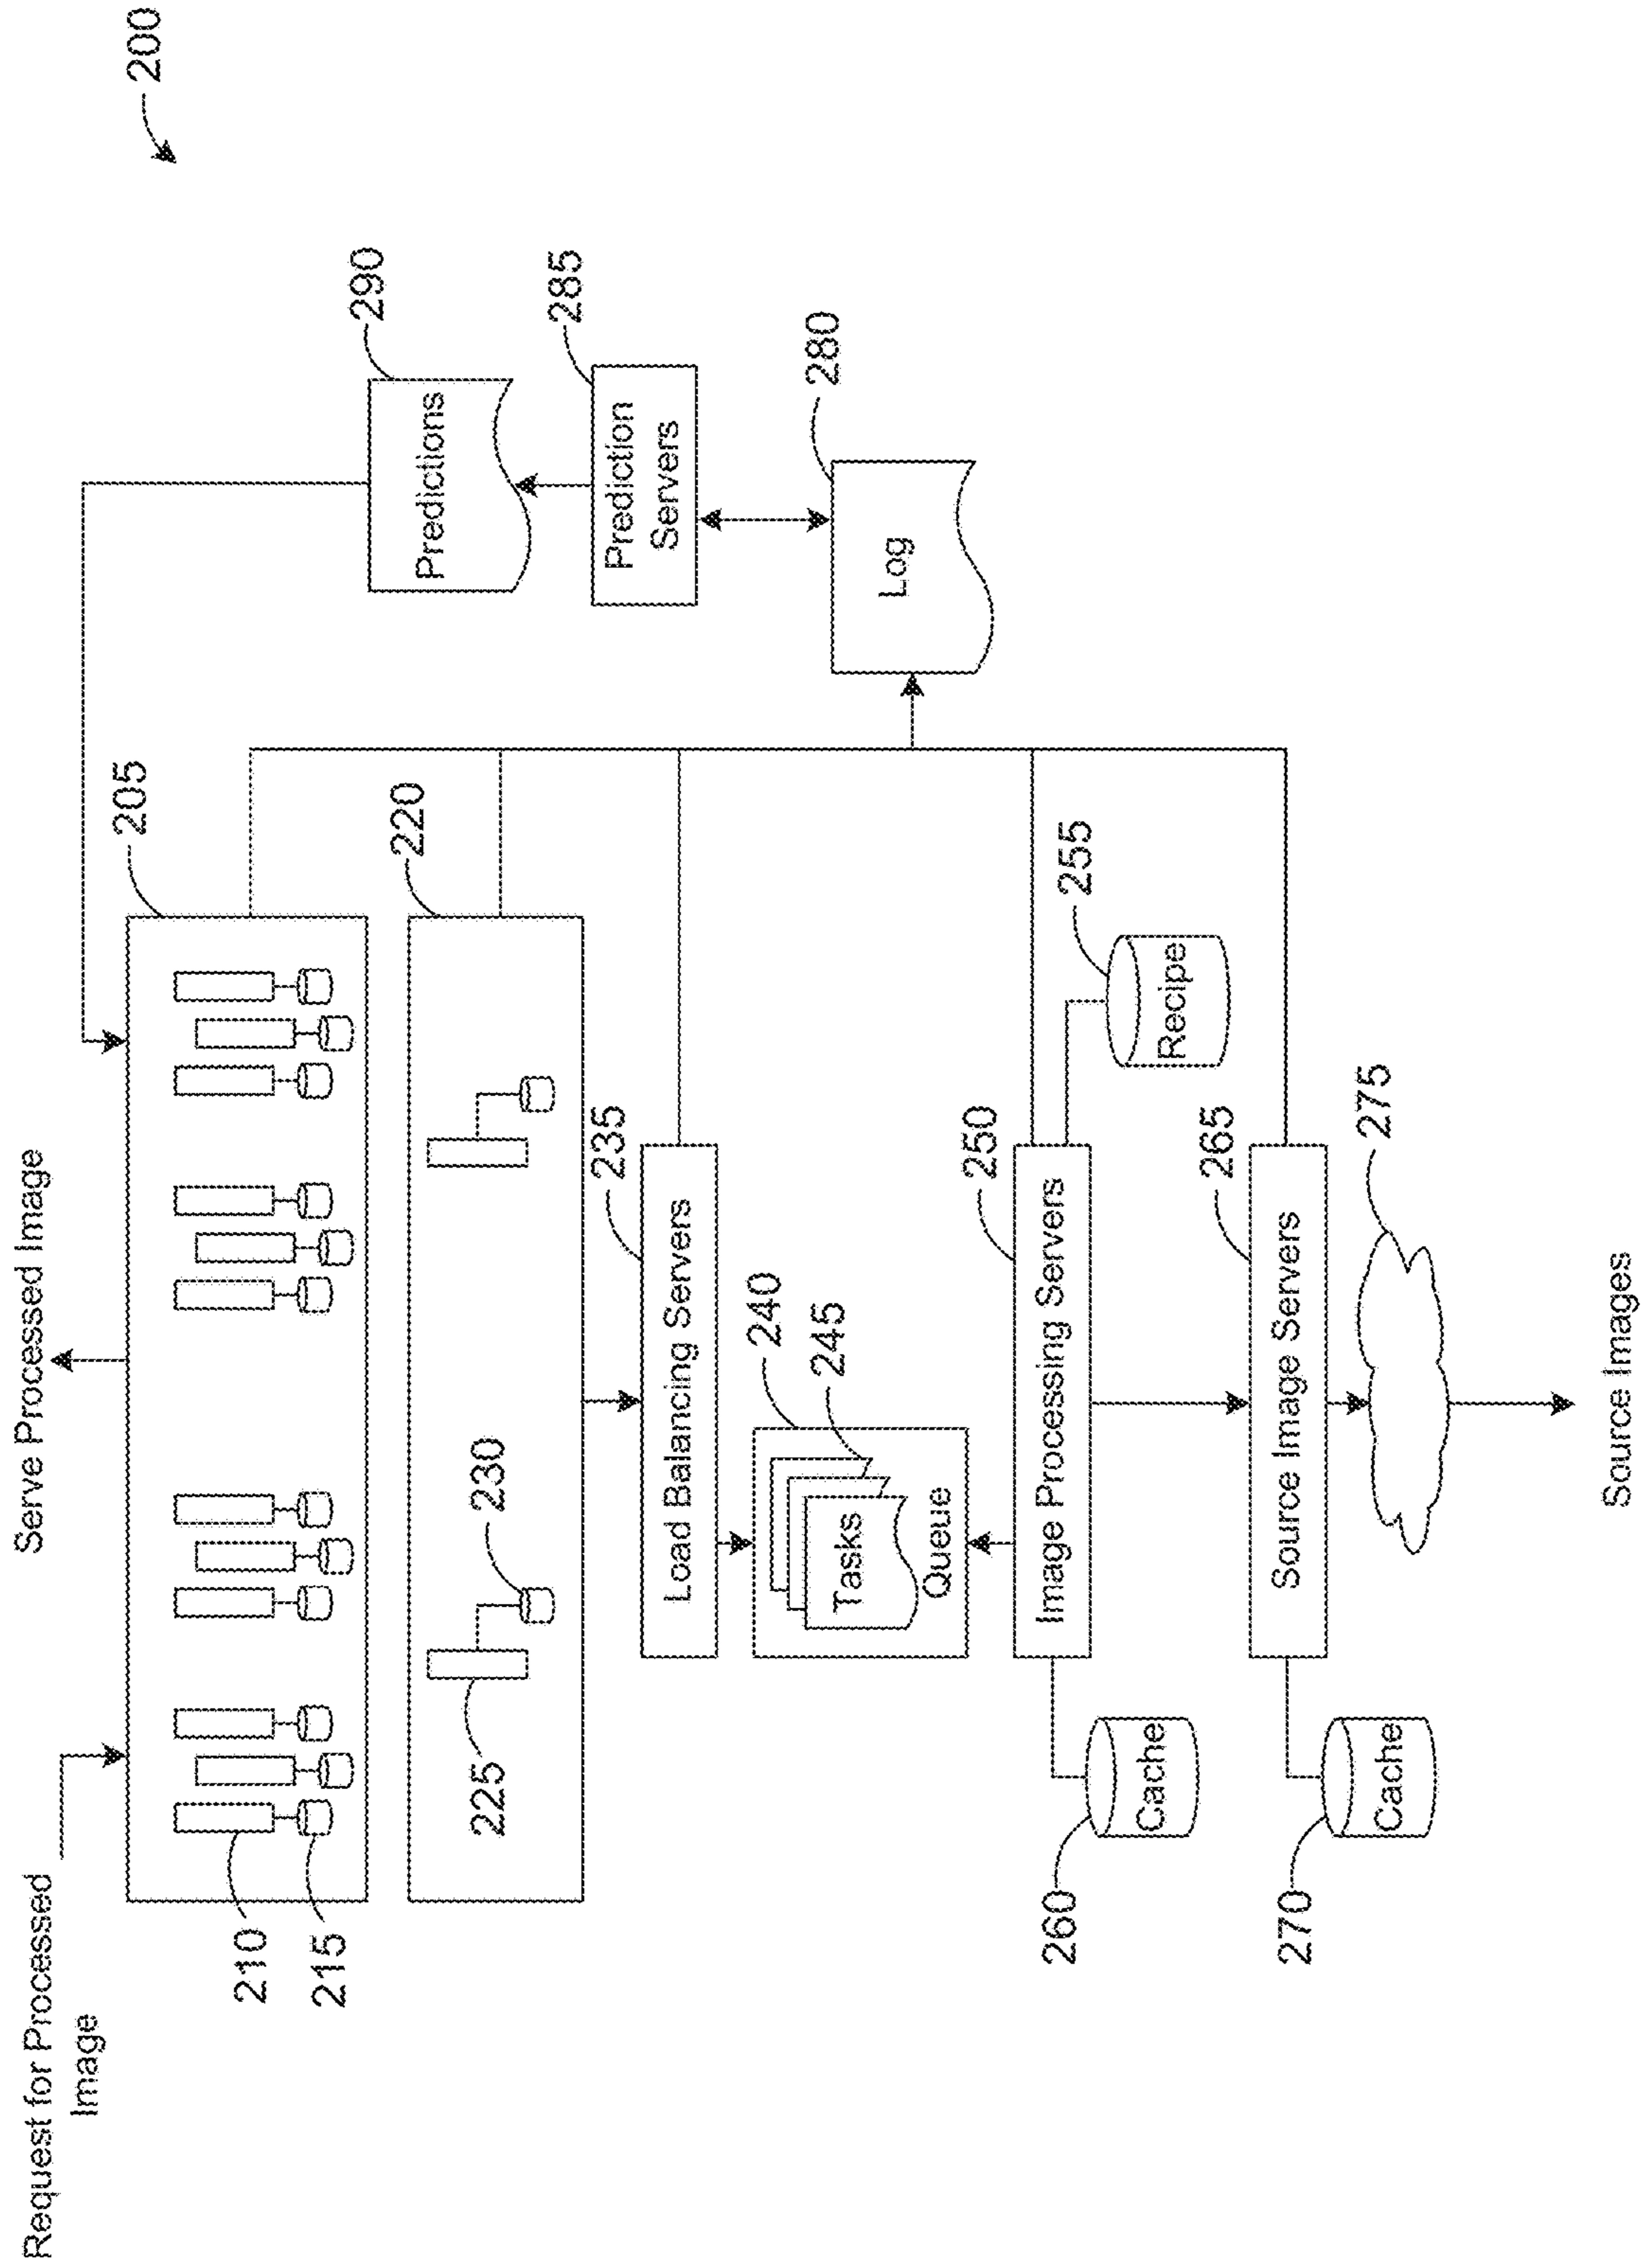 200
Request for Processed
Image
Serve Processed Image
205
210
215
220
225
230
Load Balancing Servers
235
240
245
Tasks
Queue
Image Processing Servers
250
Recipe
255
Cache
260
Source Image Servers
265
Cache
270
275
Source Images
Log
280
Prediction
Servers
285
Predictions
290